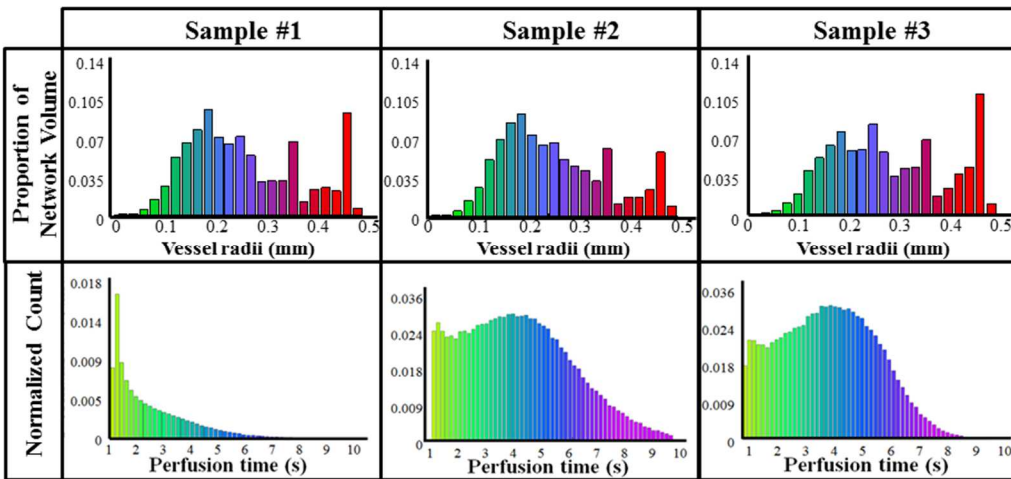 Sample #1 Sample #2 Sample #3
Proportion of
Network Volume
0.14
0.105
0.07
0.035
0
0 0.1 0.2 0.3 0.4 0.5
Vessel radii (mm)
0.14
0.105
0.07
0.035
0
0 0.1 0.2 0.3 0.4 0.5
Vessel radii (mm)
0.14
0.105
0.07
0.035
0
0 0.1 0.2 0.3 0.4 0.5
Vessel radii (mm)
Normalized Count
0.018
0.014
0.009
0.005
0
1 2 3 4 5 6 7 8 9 10
Perfusion time (s)
0.036
0.024
0.018
0.009
0
1 2 3 4 5 6 7 8 9 10
Perfusion time (s)
0.036
0.024
0.018
0.009
0
1 2 3 4 5 6 7 8 9 10
Perfusion time (s)